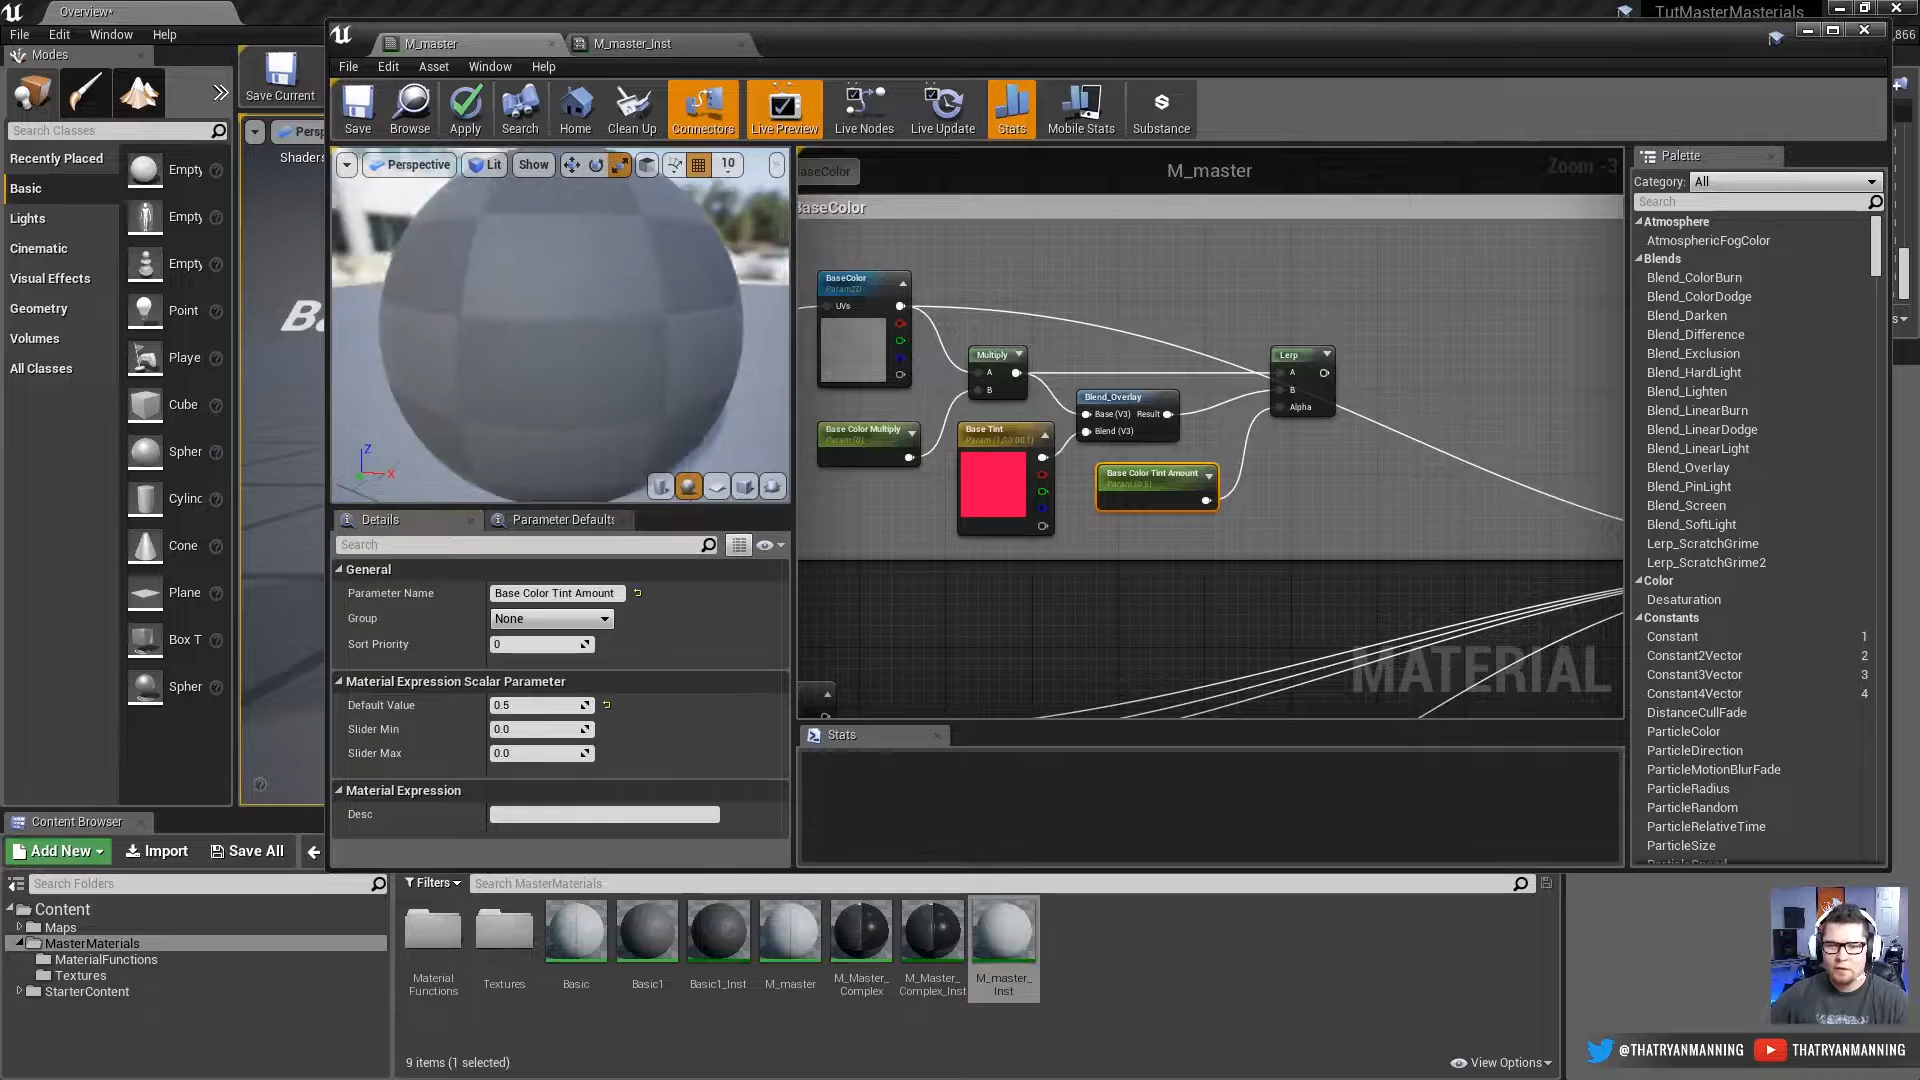 Overview*
TutMasterMasterials
File Edit Window Help
Modes
Search Classes
Recently Placed
Basic
Lights
Cinematic
Visual Effects
Geometry
Volumes
All Classes
Empty
Empty
Empty
Point
Playe
Cube
Spher
Cylinc
Cone
Plane
Box T
Spher
Save Current
Persp
Shaders
,866
M_master
M_master_Inst
File Edit Asset Window Help
Save Browse Apply Search Home Clean Up Connectors Live Preview Live Nodes Live Update Stats Mobile Stats Substance
Perspective Lit Show 10
Z
X
Details
Parameter Defaults
Search
General
Parameter Name Base Color Tint Amount
Group None
Sort Priority 0
Material Expression Scalar Parameter
Default Value 0.5
Slider Min 0.0
Slider Max 0.0
Material Expression
Desc
M_master
Zoom -3
BaseColor
BaseColor
Param2D
UVs
Multiply
A
B
Base Color Multiply
Param (0)
Base Tint
Blend_Overlay
Base (V3) Result
Blend (V3)
Base Color Tint Amount
Param (0.5)
Lerp
A
B
Alpha
MATERIAL
Stats
Palette
Category: All
Search
Atmosphere
AtmosphericFogColor
Blends
Blend_ColorBurn
Blend_ColorDodge
Blend_Darken
Blend_Difference
Blend_Exclusion
Blend_HardLight
Blend_Lighten
Blend_LinearBurn
Blend_LinearDodge
Blend_LinearLight
Blend_Overlay
Blend_PinLight
Blend_Screen
Blend_SoftLight
Lerp_ScratchGrime
Lerp_ScratchGrime2
Color
Desaturation
Constants
Constant 1
Constant2Vector 2
Constant3Vector 3
Constant4Vector 4
DistanceCullFade
ParticleColor
ParticleDirection
ParticleMotionBlurFade
ParticleRadius
ParticleRandom
ParticleRelativeTime
ParticleSize
Content Browser
Add New Import Save All
Search Folders
Content
Maps
MasterMaterials
MaterialFunctions
Textures
StarterContent
Filters
Search MasterMaterials
Material Functions
Textures
Basic
Basic1
Basic1_Inst
M_master
M_Master_Complex
M_Master_Complex_Inst
M_master_Inst
9 items (1 selected)
View Options
@THATRYANMANNING
THATRYANMANNING